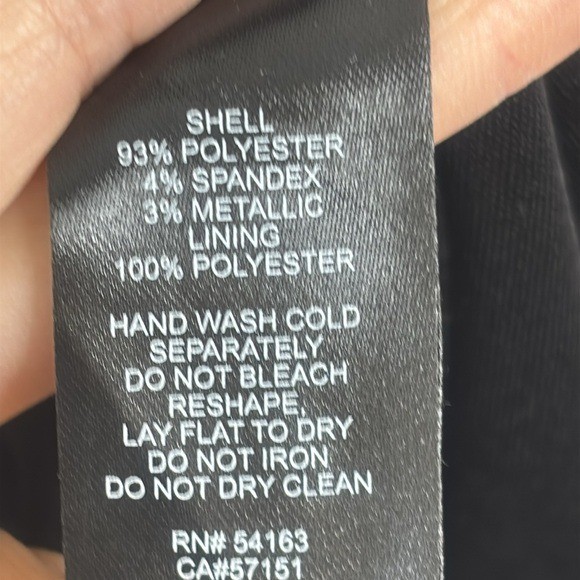 SHELL
93% POLYESTER
4% SPANDEX
3% METALLIC
LINING
100% POLYESTER
HAND WASH COLD
SEPARATELY
DO NOT BLEACH
RESHAPE,
LAY FLAT TO DRY
DO NOT IRON
DO NOT DRY CLEAN
RN# 54163
CA#57151